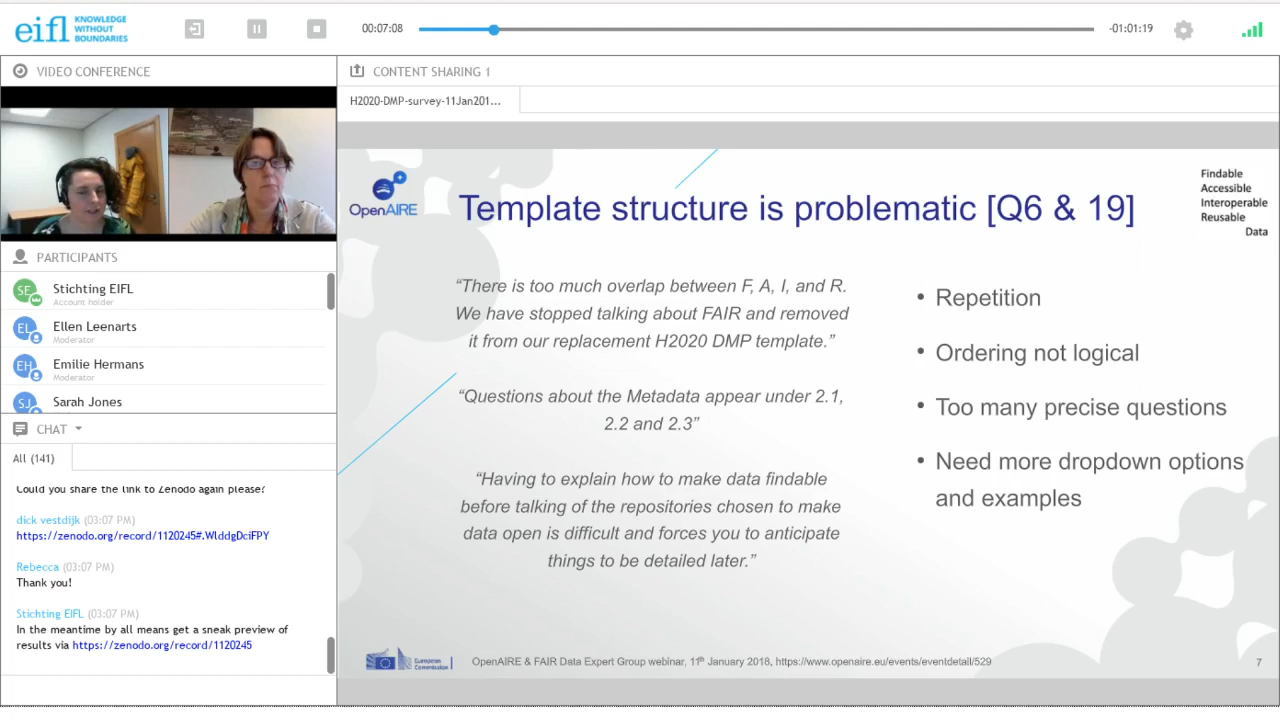 eifl KNOWLEDGE
WITHOUT
BOUNDARIES
00:07:08
-01:01:19
VIDEO CONFERENCE
CONTENT SHARING 1
H2020-DMP-survey-11Jan201...
PARTICIPANTS
SE Stichting EIFL
Account holder
EL Ellen Leenarts
Moderator
EH Emilie Hermans
Moderator
SJ Sarah Jones
CHAT
All (141)
Could you share the link to Zenodo again please?
dick vestdijk (03:07 PM)
https://zenodo.org/record/1120245#.WlddgDciFPY
Rebecca (03:07 PM)
Thank you!
Stichting EIFL (03:07 PM)
In the meantime by all means get a sneak preview of
results via https://zenodo.org/record/1120245
OpenAIRE
Template structure is problematic [Q6 & 19]
Findable
Accessible
Interoperable
Reusable
Data
“There is too much overlap between F, A, I, and R.
We have stopped talking about FAIR and removed
it from our replacement H2020 DMP template.”
“Questions about the Metadata appear under 2.1,
2.2 and 2.3”
“Having to explain how to make data findable
before talking of the repositories chosen to make
data open is difficult and forces you to anticipate
things to be detailed later.”
• Repetition
• Ordering not logical
• Too many precise questions
• Need more dropdown options
and examples
European
Commission
OpenAIRE & FAIR Data Expert Group webinar, 11th January 2018, https://www.openaire.eu/events/eventdetail/529
7